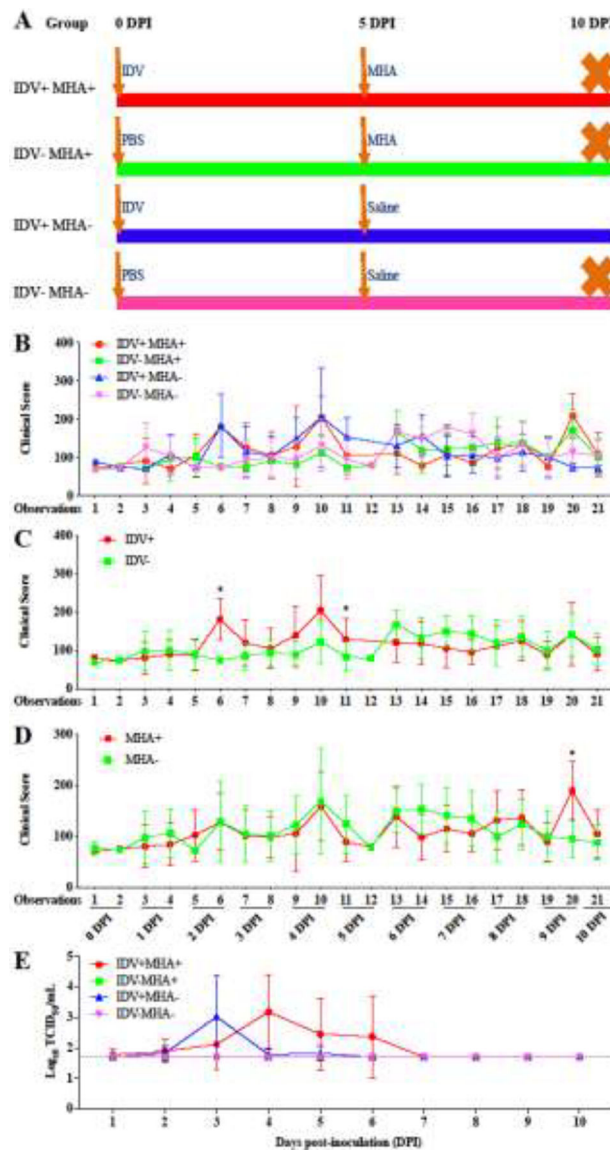 A Group 0 DPI 5 DPI 10 DPI
IDV MHA
IDV+ MHA+
PBS MHA
IDV- MHA+
IDV Saline
IDV+ MHA-
PBS Saline
IDV- MHA-
B
400
300
200
100
0
Clinical Score
IDV+ MHA+
IDV- MHA+
IDV+ MHA-
IDV- MHA-
Observations 1 2 3 4 5 6 7 8 9 10 11 12 13 14 15 16 17 18 19 20 21
C
400
300
200
100
0
Clinical Score
IDV+
IDV-
* *
Observations 1 2 3 4 5 6 7 8 9 10 11 12 13 14 15 16 17 18 19 20 21
D
300
200
100
0
Clinical Score
MHA+
MHA-
*
Observations 1 2 3 4 5 6 7 8 9 10 11 12 13 14 15 16 17 18 19 20 21
0 DPI 1 DPI 2 DPI 3 DPI 4 DPI 5 DPI 6 DPI 7 DPI 8 DPI 9 DPI 10 DPI
E
5
4
3
2
1
0
Log10 TCID50/mL
IDV+MHA+
IDV-MHA+
IDV+MHA-
IDV-MHA-
1 2 3 4 5 6 7 8 9 10
Days post-inoculation (DPI)